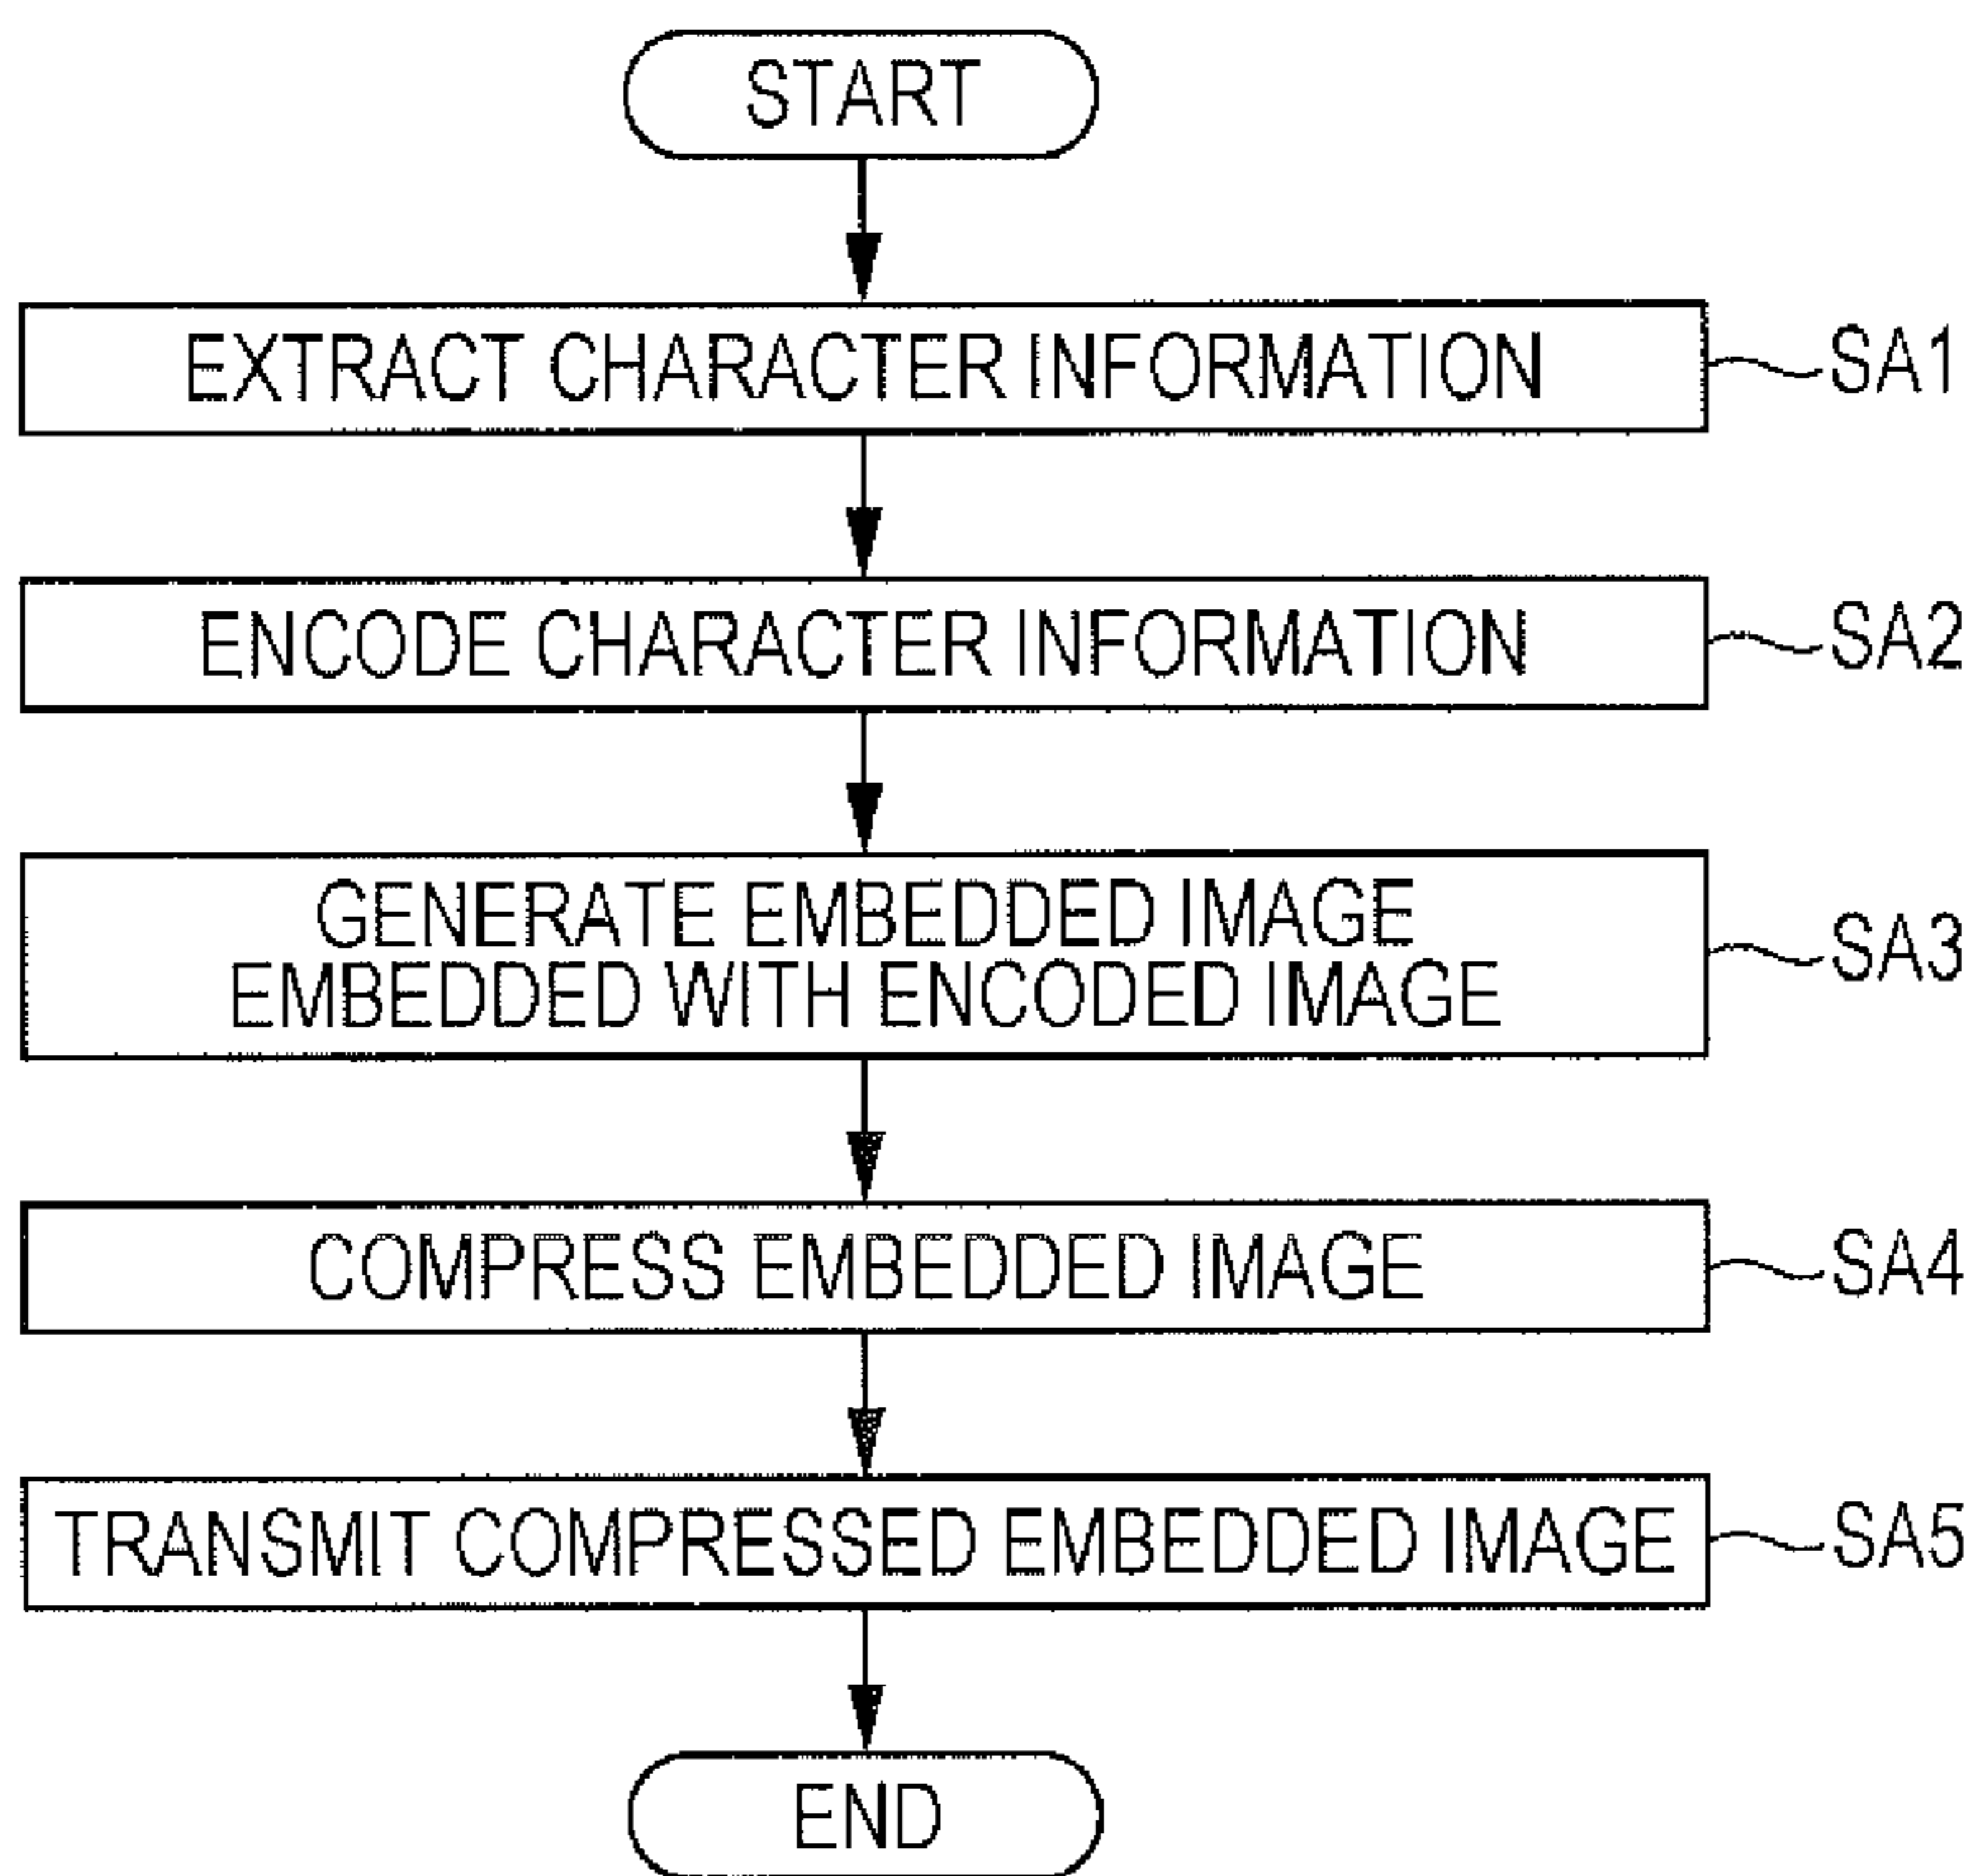 START
EXTRACT CHARACTER INFORMATION
SA1
ENCODE CHARACTER INFORMATION
SA2
GENERATE EMBEDDED IMAGE
EMBEDDED WITH ENCODED IMAGE
SA3
COMPRESS EMBEDDED IMAGE
SA4
TRANSMIT COMPRESSED EMBEDDED IMAGE
SA5
END